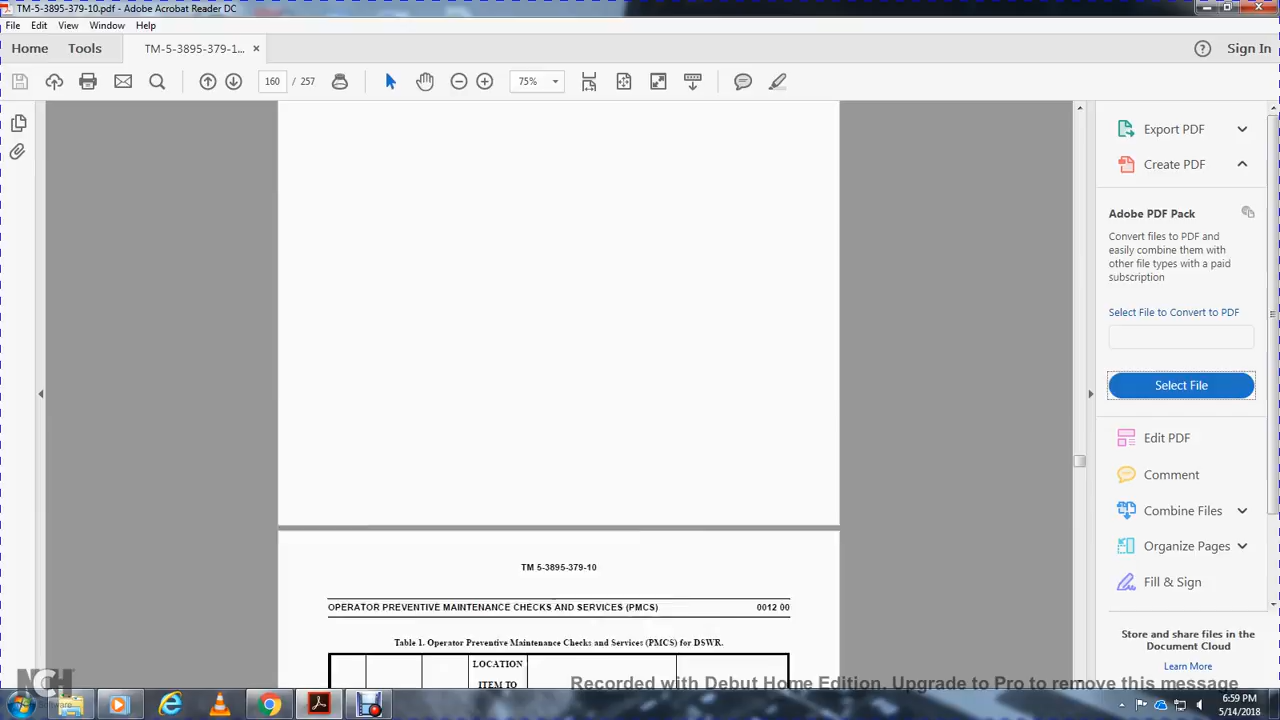 TM-5-3895-379-10.pdf - Adobe Acrobat Reader DC
File Edit View Window Help
Home Tools TM-5-3895-379-1... × Sign In
160 / 257 75%
Export PDF
Create PDF
Adobe PDF Pack
Convert files to PDF and
easily combine them with
other file types with a paid
subscription
Select File to Convert to PDF
Select File
Edit PDF
Comment
Combine Files
Organize Pages
Fill & Sign
Store and share files in the
Document Cloud
Learn More
TM 5-3895-379-10
OPERATOR PREVENTIVE MAINTENANCE CHECKS AND SERVICES (PMCS) 0012 00
Table 1. Operator Preventive Maintenance Checks and Services (PMCS) for DSWR.
LOCATION
ITEM TO
NCH
ware
Recorded with Debut Home Edition. Upgrade to Pro to remove this message
6:59 PM
5/14/2018